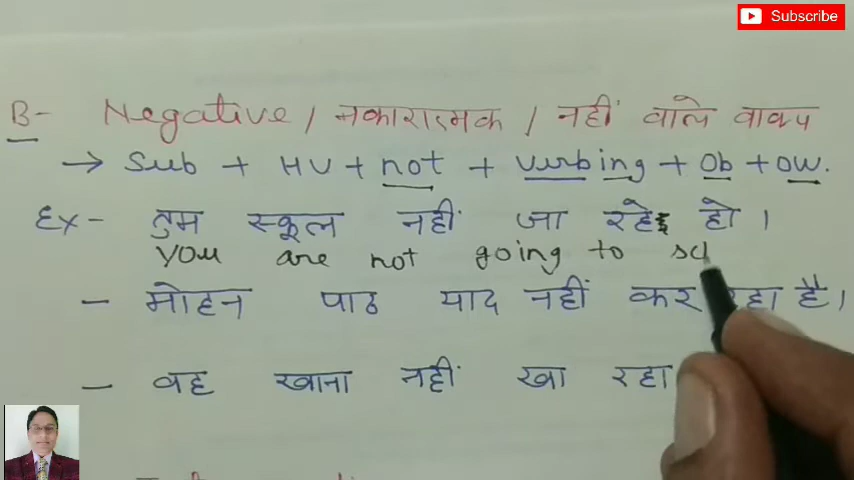 Subscribe
B- Negative / नकारात्मक / नहीं वाले वाक्य
→ Sub + HV + not + verbing + Ob + OW.
Ex- तुम स्कूल नहीं जा रहे हो ।
you are not going to
- मोहन पाठ याद नहीं कर रहा है ।
- वह खाना नहीं खा रहा